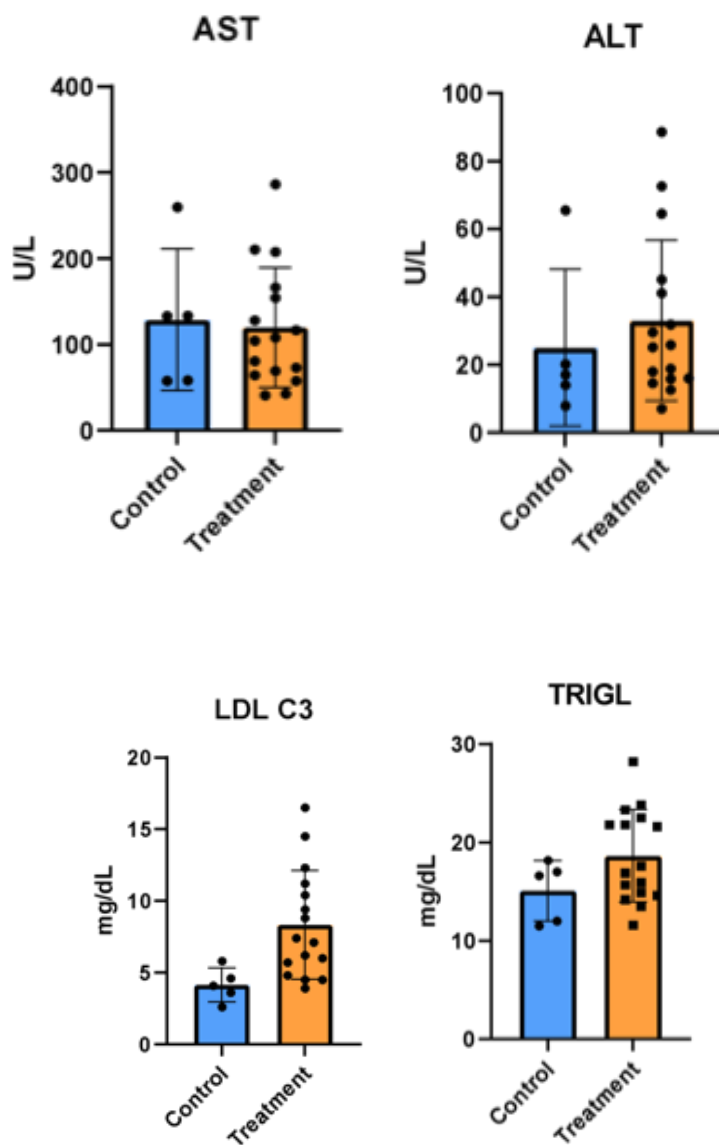 AST
400
300
200
100
0
U/L
Control
Treatment
ALT
100
80
60
40
20
0
U/L
Control
Treatment
LDL C3
20
15
10
5
0
mg/dL
Control
Treatment
TRIGL
30
20
10
0
mg/dL
Control
Treatment